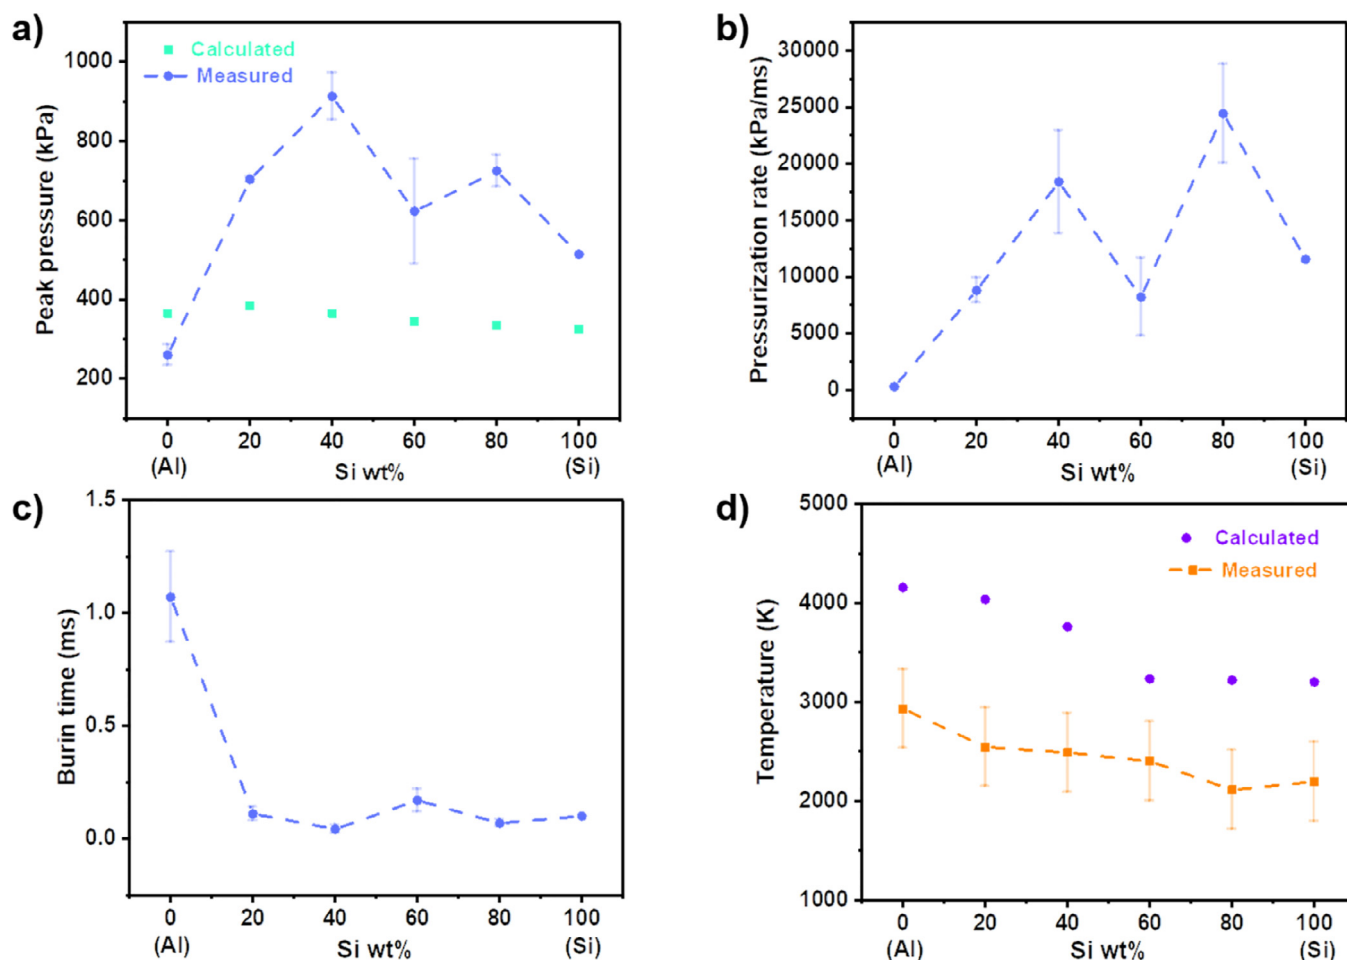 a)
Calculated
Measured
Peak pressure (kPa)
1000
800
600
400
200
0 20 40 60 80 100
(Al) Si wt% (Si)
b)
Pressurization rate (kPa/ms)
30000
25000
20000
15000
10000
5000
0
0 20 40 60 80 100
(Al) Si wt% (Si)
c)
Burin time (ms)
1.5
1.0
0.5
0.0
0 20 40 60 80 100
(Al) Si wt% (Si)
d)
Calculated
Measured
Temperature (K)
5000
4000
3000
2000
1000
0 20 40 60 80 100
(Al) Si wt% (Si)